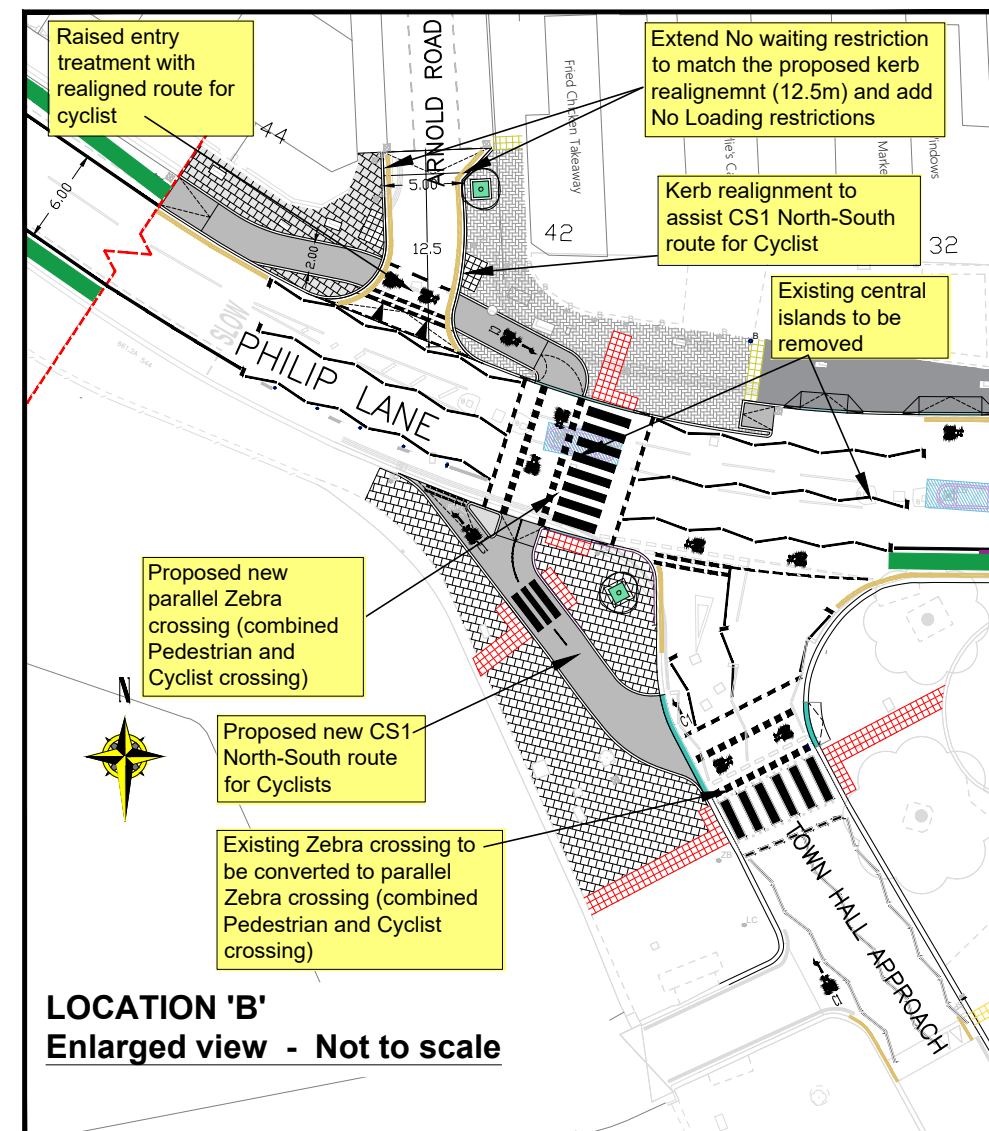 Raised entry
treatment with
realigned route for
cyclist
Extend No waiting restriction
to match the proposed kerb
realignemnt (12.5m) and add
No Loading restrictions
ARNOLD ROAD
Fried Chicken Takeaway
Windows
44
5.00
6.00
Kerb realignment to
assist CS1 North-South
route for Cyclist
42
32
12.5
2.00
Existing central
islands to be
removed
B
SLOW
PHILIP LANE
Proposed new
parallel Zebra
crossing (combined
Pedestrian and
Cyclist crossing)
N
Proposed new CS1
North-South route
for Cyclists
Existing Zebra crossing to
be converted to parallel
Zebra crossing (combined
Pedestrian and Cyclist
crossing)
ZB
LC
TOWN HALL APPROACH
LOCATION 'B'
Enlarged view - Not to scale